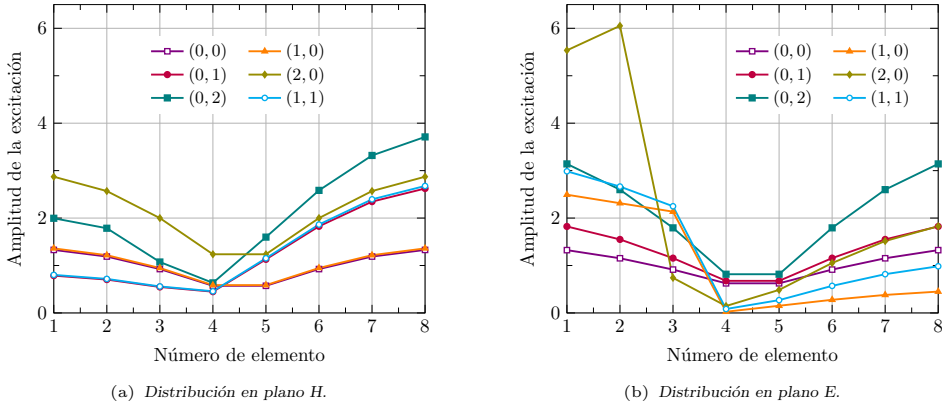 6
4
2
0
Amplitud de la excitación
(0, 0) (1, 0)
(0, 1) (2, 0)
(0, 2) (1, 1)
1 2 3 4 5 6 7 8
Número de elemento
(a) Distribución en plano H.
6
4
2
0
Amplitud de la excitación
(0, 0) (1, 0)
(0, 1) (2, 0)
(0, 2) (1, 1)
1 2 3 4 5 6 7 8
Número de elemento
(b) Distribución en plano E.